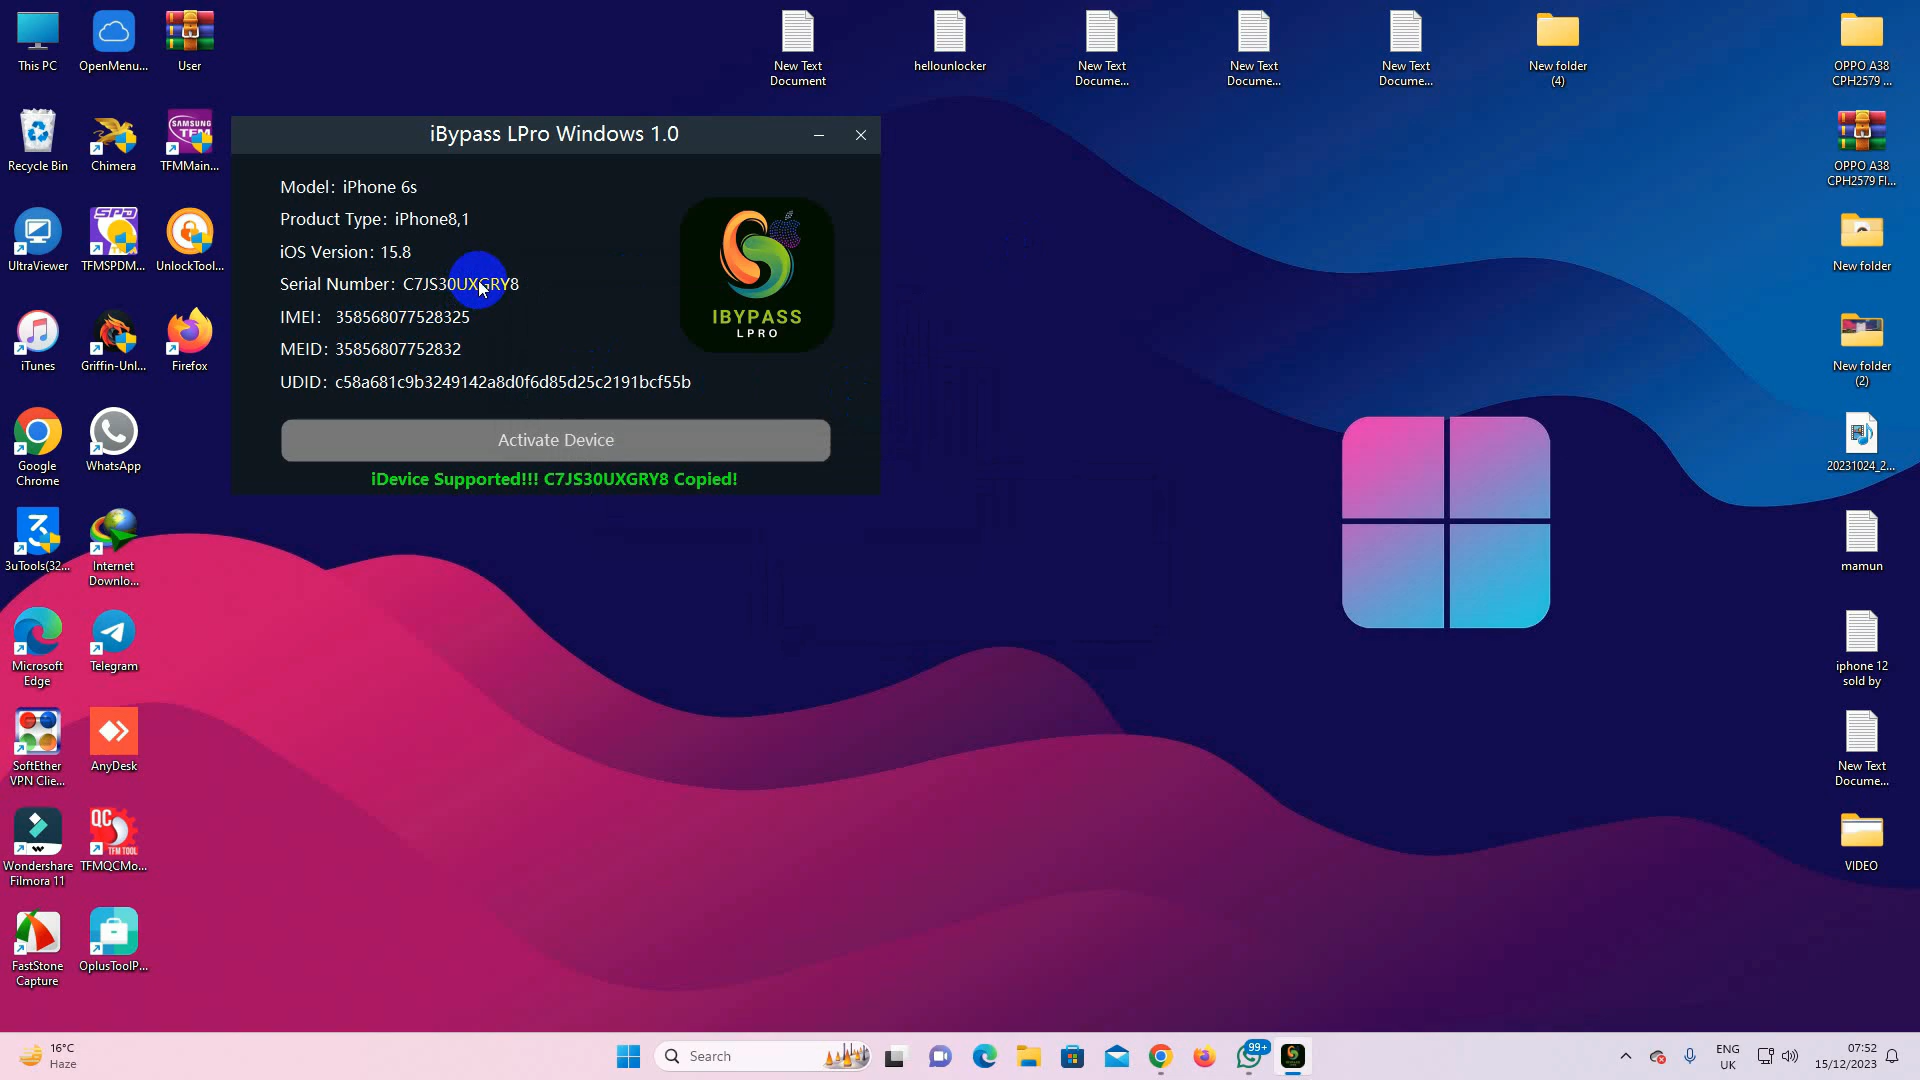 This PC
OpenMenu...
User
New Text
Document
hellounlocker
New Text
Docume...
New Text
Docume...
New Text
Docume...
New folder
(4)
OPPO A38
CPH2579 ...
Recycle Bin
Chimera
SAMSUNG
TFM
TFMMain...
OPPO A38
CPH2579 Fl...
iBypass LPro Windows 1.0
Model: iPhone 6s
Product Type: iPhone8,1
iOS Version: 15.8
Serial Number: C7JS30UXGRY8
IMEI: 358568077528325
MEID: 35856807752832
UDID: c58a681c9b3249142a8d0f6d85d25c2191bcf55b
IBYPASS
LPRO
Activate Device
iDevice Supported!!! C7JS30UXGRY8 Copied!
UltraViewer
SPD
TFMSPDM...
UnlockTool...
New folder
iTunes
Griffin-Unl...
Firefox
New folder
(2)
Google
Chrome
WhatsApp
20231024_2...
3uTools(32...
Internet
Downlo...
mamun
Microsoft
Edge
Telegram
iphone 12
sold by
SoftEther
VPN Clie...
AnyDesk
New Text
Docume...
Wondershare
Filmora 11
QC
TFM TOOL
TFMQCMo...
VIDEO
FastStone
Capture
OplusToolP...
16°C
Haze
Search
99+
ENG
UK
07:52
15/12/2023